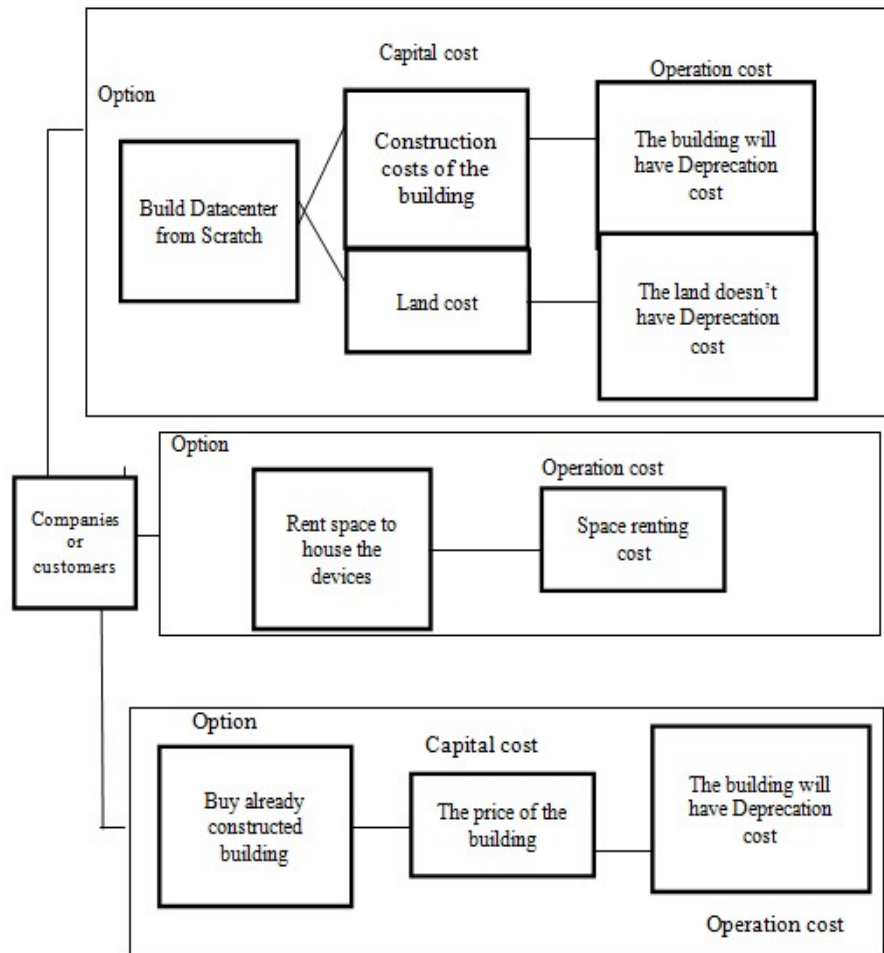 Capital cost
Operation cost
Option
Build Datacenter
from Scratch
Construction
costs of the
building
The building will
have Deprecation
cost
Land cost
The land doesn’t
have Deprecation
cost
Option
Operation cost
Companies
or
customers
Rent space to
house the
devices
Space renting
cost
Option
Capital cost
Buy already
constructed
building
The price of the
building
The building will
have Deprecation
cost
Operation cost